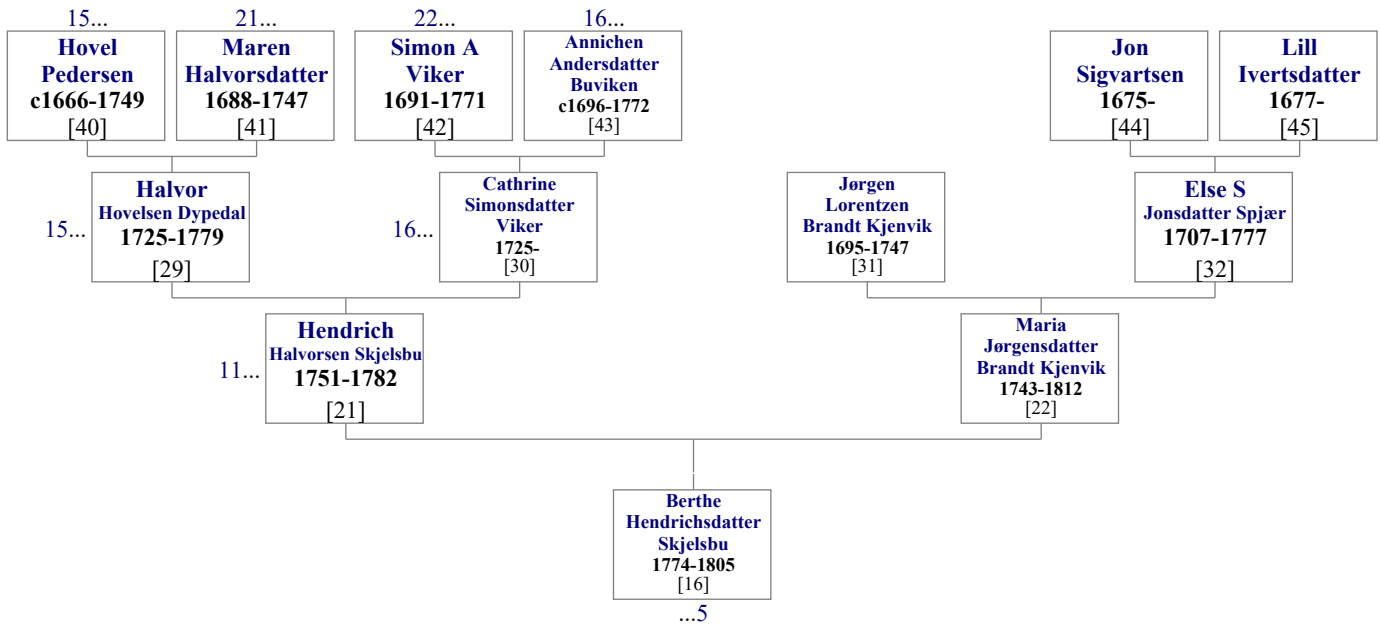 15...
21...
22...
16...
Hovel
Pedersen
c1666-1749
[40]
Maren
Halvorsdatter
1688-1747
[41]
Simon A
Viker
1691-1771
[42]
Annichen
Andersdatter
Buviken
c1696-1772
[43]
Jon
Sigvartsen
1675-
[44]
Lill
Ivertsdatter
1677-
[45]
15...
Halvor
Hovelsen Dypedal
1725-1779
[29]
16...
Cathrine
Simonsdatter
Viker
1725-
[30]
Jørgen
Lorentzen
Brandt Kjenvik
1695-1747
[31]
Else S
Jonsdatter Spjær
1707-1777
[32]
11...
Hendrich
Halvorsen Skjelsbu
1751-1782
[21]
Maria
Jørgensdatter
Brandt Kjenvik
1743-1812
[22]
Berthe
Hendrichsdatter
Skjelsbu
1774-1805
[16]
...5